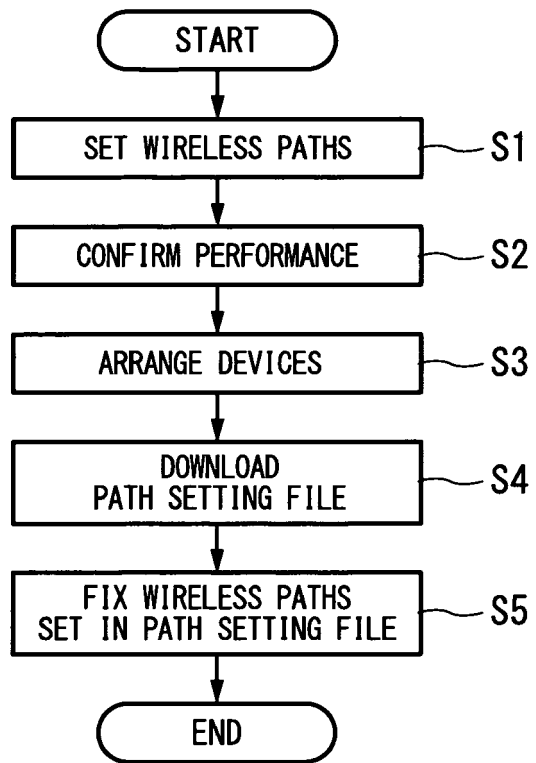 START
SET WIRELESS PATHS S1
CONFIRM PERFORMANCE S2
ARRANGE DEVICES S3
DOWNLOAD
PATH SETTING FILE S4
FIX WIRELESS PATHS
SET IN PATH SETTING FILE S5
END